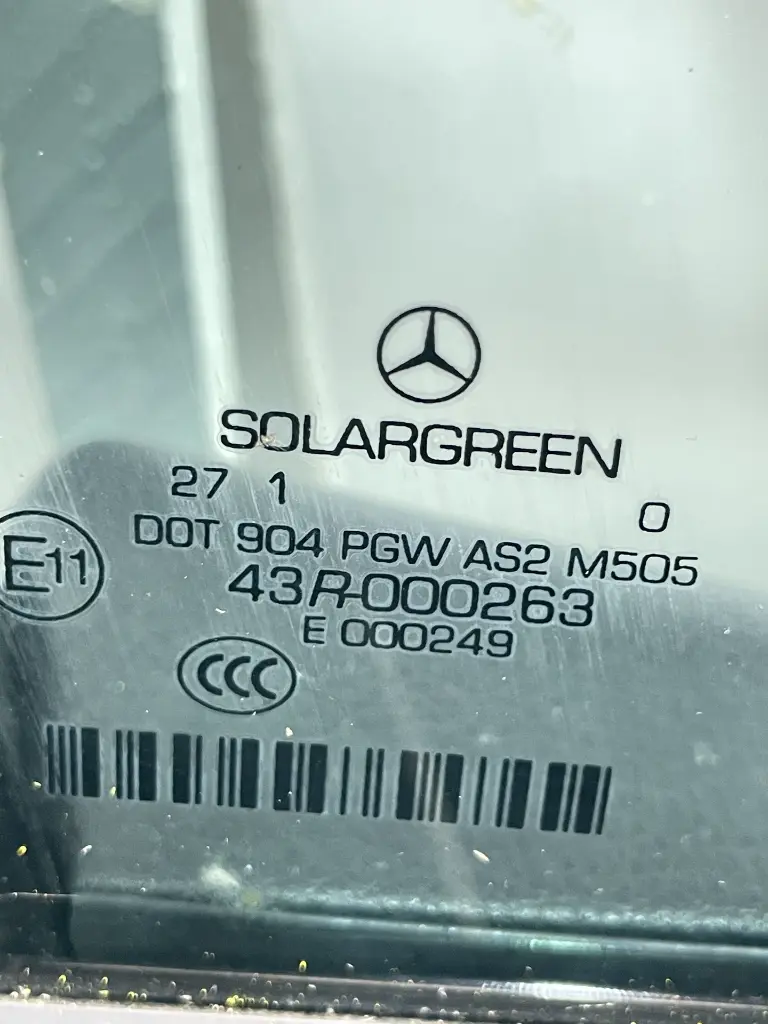 SOLARGREEN
27 1 0
DOT 904 PGW AS2 M505
E11
43R-000263
E 000249
CCC